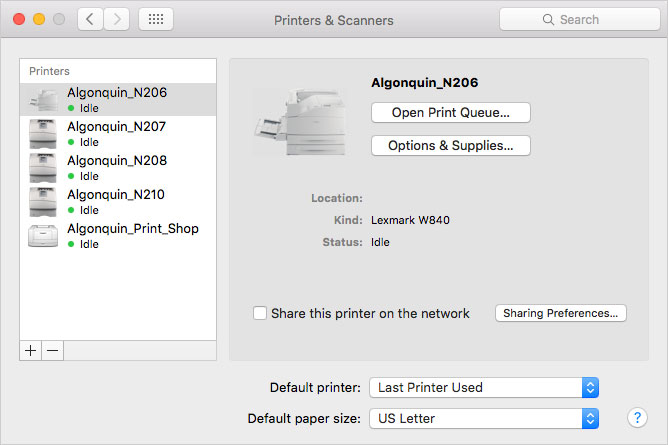 Printers & Scanners
Search
Printers
Algonquin_N206
Idle
Algonquin_N207
Idle
Algonquin_N208
Idle
Algonquin_N210
Idle
Algonquin_Print_Shop
Idle
+ −
Algonquin_N206
Open Print Queue...
Options & Supplies...
Location:
Kind: Lexmark W840
Status: Idle
Share this printer on the network
Sharing Preferences...
Default printer: Last Printer Used
Default paper size: US Letter
?